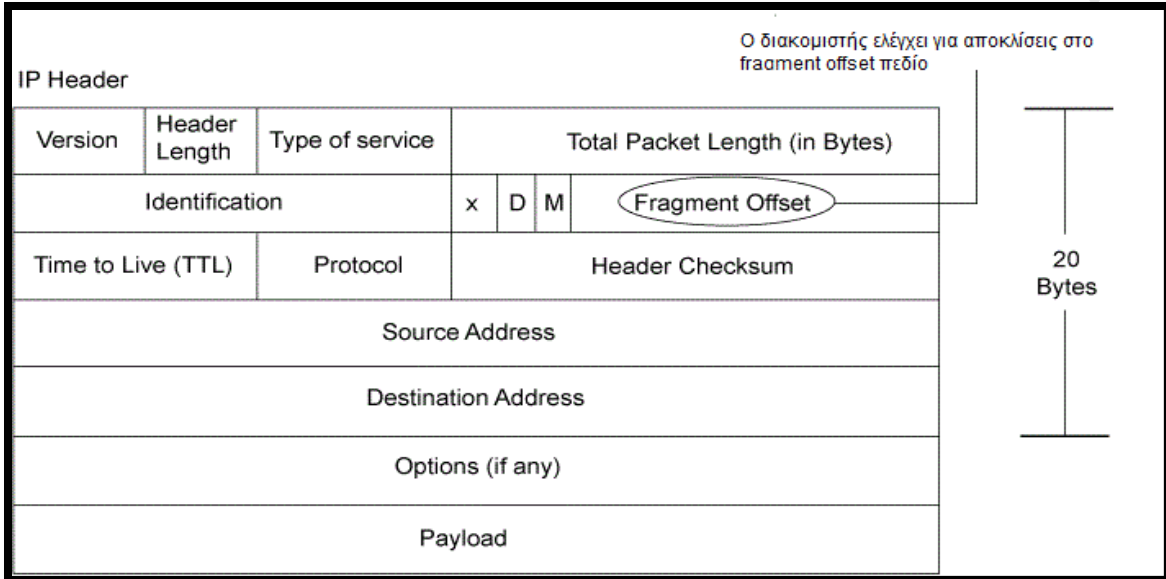 Ο διακομιστής ελέγχει για αποκλίσεις στο
fragment offset πεδίο
IP Header
Version
Header
Length
Type of service
Total Packet Length (in Bytes)
Identification
x
D
M
Fragment Offset
Time to Live (TTL)
Protocol
Header Checksum
20
Bytes
Source Address
Destination Address
Options (if any)
Payload